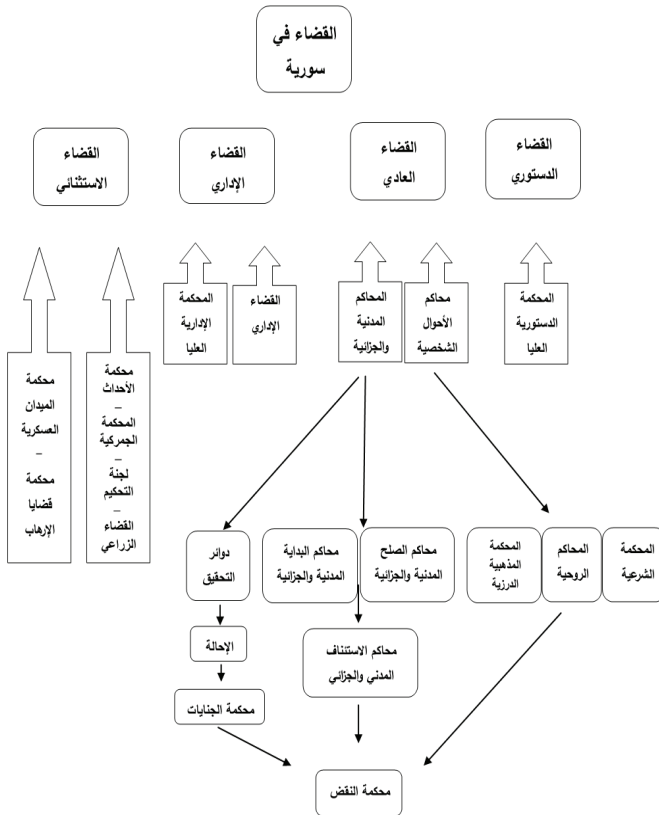 القضاء في
سورية
القضاء
الدستوري
القضاء
العادي
القضاء
الإداري
القضاء
الاستثنائي
المحكمة
الدستورية
العليا
محاكم
الأحوال
الشخصية
المحاكم
المدنية
والجزائية
القضاء
الإداري
المحكمة
الإدارية
العليا
محكمة
الأحداث
–
المحكمة
الجمركية
–
لجنة
التحكيم
–
القضاء
الزراعي
محكمة
الميدان
العسكرية
–
محكمة
قضايا
الإرهاب
المحكمة
الشرعية
المحاكم
الروحية
المحكمة
المذهبية
الدرزية
محاكم الصلح
المدنية والجزائية
محاكم البداية
المدنية والجزائية
دوائر
التحقيق
محاكم الاستئناف
المدني والجزائي
الإحالة
محكمة الجنايات
محكمة النقض